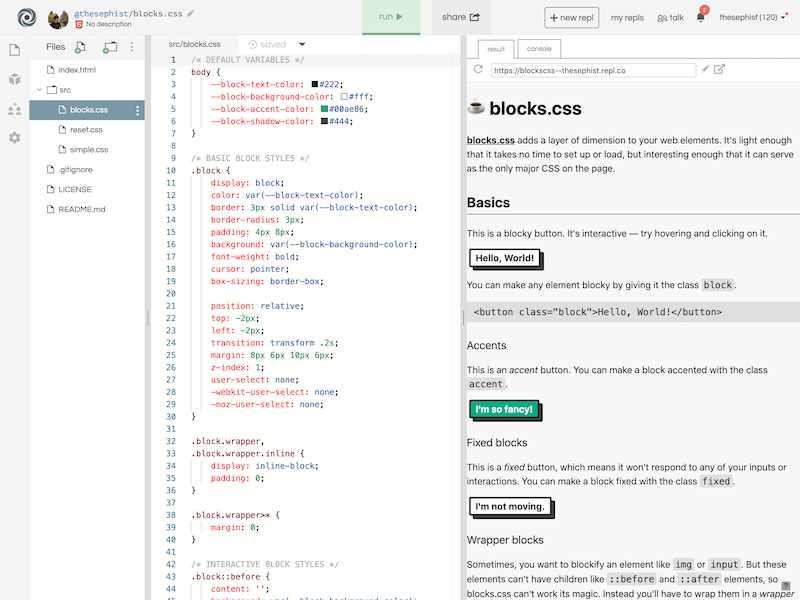 @thesephist/blocks.css
No description
run
share
+ new repl
my repls
talk
2
thesephist (120)
Files
index.html
src
blocks.css
reset.css
simple.css
.gitignore
LICENSE
README.md
src/blocks.css
saved
1 /* DEFAULT VARIABLES */
2 body {
3 --block-text-color: #222;
4 --block-background-color: #fff;
5 --block-accent-color: #00ae86;
6 --block-shadow-color: #444;
7 }
8
9 /* BASIC BLOCK STYLES */
10 .block {
11 display: block;
12 color: var(--block-text-color);
13 border: 3px solid var(--block-text-color);
14 border-radius: 3px;
15 padding: 4px 8px;
16 background: var(--block-background-color);
17 font-weight: bold;
18 cursor: pointer;
19 box-sizing: border-box;
20
21 position: relative;
22 top: -2px;
23 left: -2px;
24 transition: transform .2s;
25 margin: 8px 6px 10px 6px;
26 z-index: 1;
27 user-select: none;
28 -webkit-user-select: none;
29 -moz-user-select: none;
30 }
31
32 .block.wrapper,
33 .block.wrapper.inline {
34 display: inline-block;
35 padding: 0;
36 }
37
38 .block.wrapper>* {
39 margin: 0;
40 }
41
42 /* INTERACTIVE BLOCK STYLES */
43 .block::before {
44 content: '';
result
console
https://blockscss--thesephist.repl.co
blocks.css
blocks.css adds a layer of dimension to your web elements. It's light enough
that it takes no time to set up or load, but interesting enough that it can serve
as the only major CSS on the page.
Basics
This is a blocky button. It's interactive — try hovering and clicking on it.
Hello, World!
You can make any element blocky by giving it the class block.
<button class="block">Hello, World!</button>
Accents
This is an accent button. You can make a block accented with the class
accent.
I'm so fancy!
Fixed blocks
This is a fixed button, which means it won't respond to any of your inputs or
interactions. You can make a block fixed with the class fixed.
I'm not moving.
Wrapper blocks
Sometimes, you want to blockify an element like img or input. But these
elements can't have children like ::before and ::after elements, so
blocks.css can't work its magic. Instead you'll have to wrap them in a wrapper
?